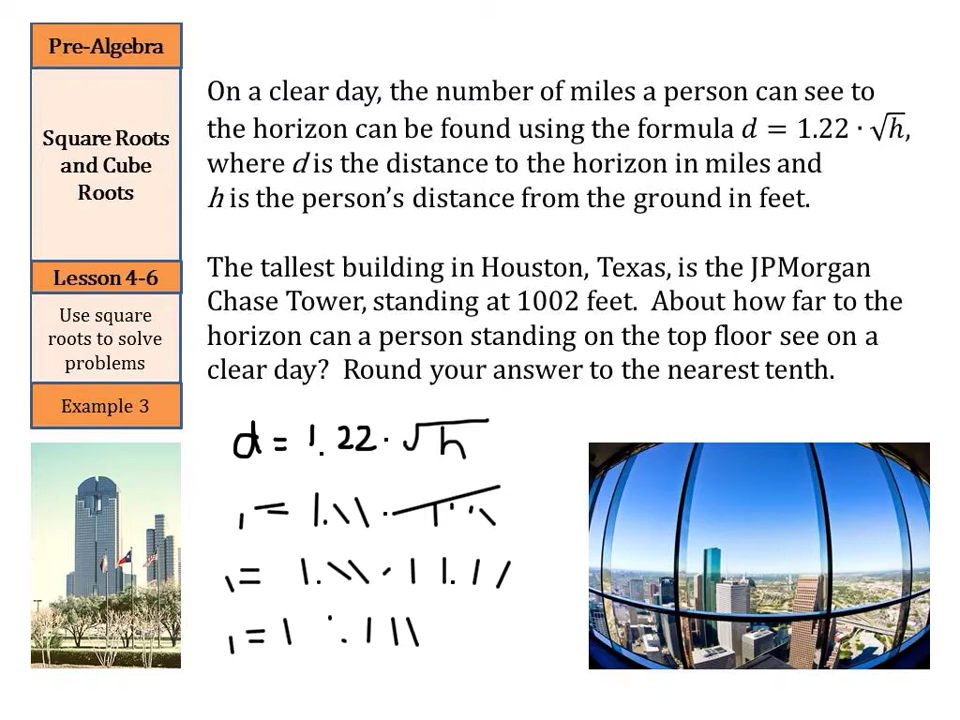 Pre-Algebra
Square Roots
and Cube
Roots
Lesson 4-6
Use square
roots to solve
problems
Example 3
On a clear day, the number of miles a person can see to
the horizon can be found using the formula d = 1.22 · √h,
where d is the distance to the horizon in miles and
h is the person's distance from the ground in feet.
The tallest building in Houston, Texas, is the JPMorgan
Chase Tower, standing at 1002 feet. About how far to the
horizon can a person standing on the top floor see on a
clear day? Round your answer to the nearest tenth.
d = 1.22 · √h